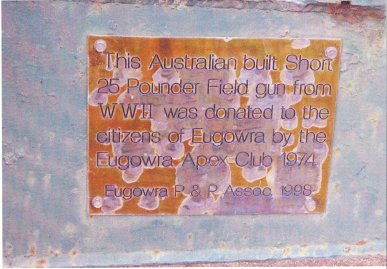 This Australian built Short
25 Pounder Field gun from
WWII was donated to the
citizens of Eugowra by the
Eugowra Apex Club 1974
Eugowra P. & P. Assoc. 1998